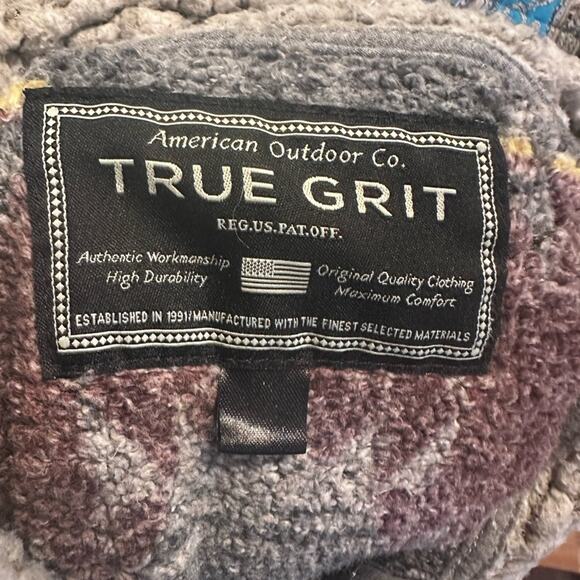 American Outdoor Co.
TRUE GRIT
REG.US.PAT.OFF.
Authentic Workmanship
High Durability
Original Quality Clothing
Maximum Comfort
ESTABLISHED IN 1991/MANUFACTURED WITH THE FINEST SELECTED MATERIALS